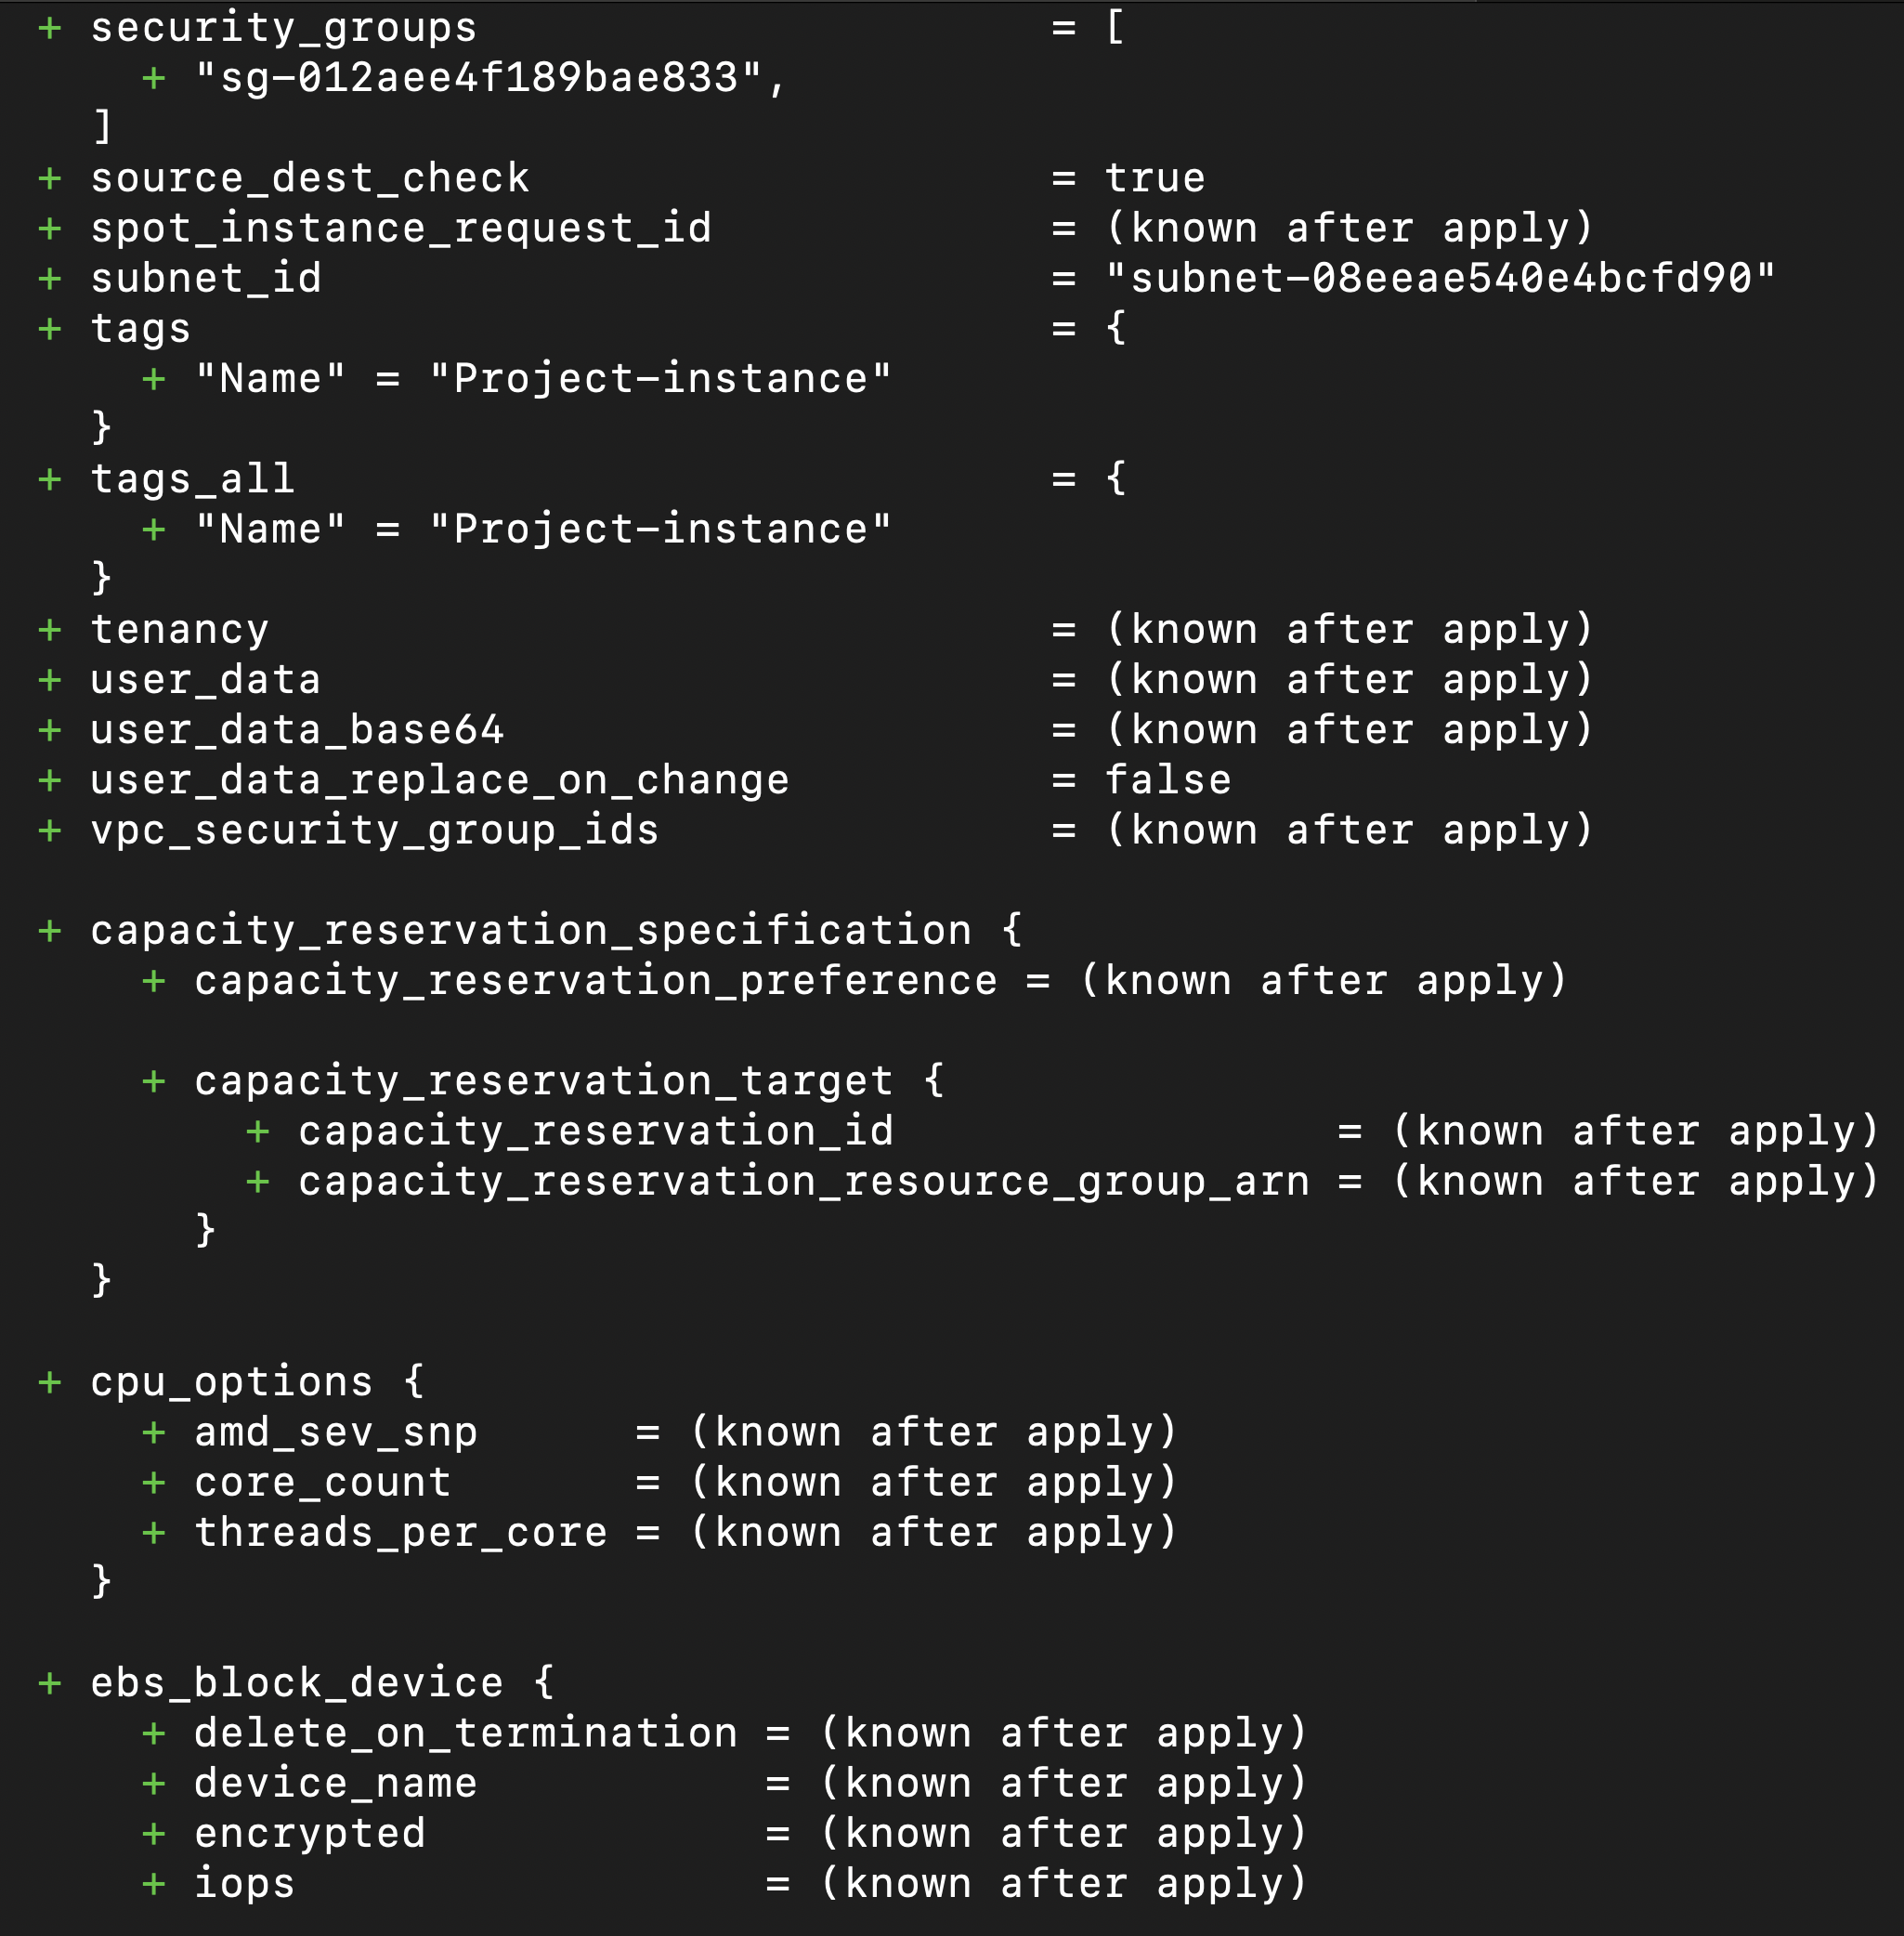 + security_groups                      = [
    + "sg-012aee4f189bae833",
  ]
+ source_dest_check                    = true
+ spot_instance_request_id             = (known after apply)
+ subnet_id                            = "subnet-08eeae540e4bcfd90"
+ tags                                 = {
    + "Name" = "Project-instance"
  }
+ tags_all                             = {
    + "Name" = "Project-instance"
  }
+ tenancy                              = (known after apply)
+ user_data                            = (known after apply)
+ user_data_base64                     = (known after apply)
+ user_data_replace_on_change          = false
+ vpc_security_group_ids               = (known after apply)

+ capacity_reservation_specification {
    + capacity_reservation_preference = (known after apply)

    + capacity_reservation_target {
        + capacity_reservation_id                 = (known after apply)
        + capacity_reservation_resource_group_arn = (known after apply)
      }
  }

+ cpu_options {
    + amd_sev_snp      = (known after apply)
    + core_count       = (known after apply)
    + threads_per_core = (known after apply)
  }

+ ebs_block_device {
    + delete_on_termination = (known after apply)
    + device_name           = (known after apply)
    + encrypted             = (known after apply)
    + iops                  = (known after apply)